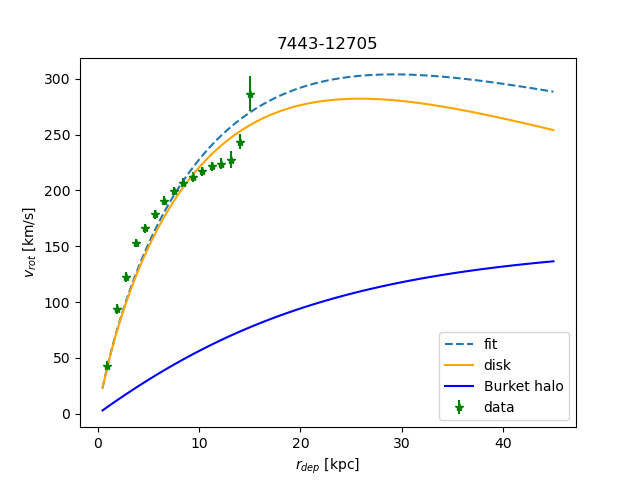 7443-12705
300
250
200
150
100
50
0
v_rot [km/s]
fit
disk
Burket halo
data
0 10 20 30 40
r_dep [kpc]